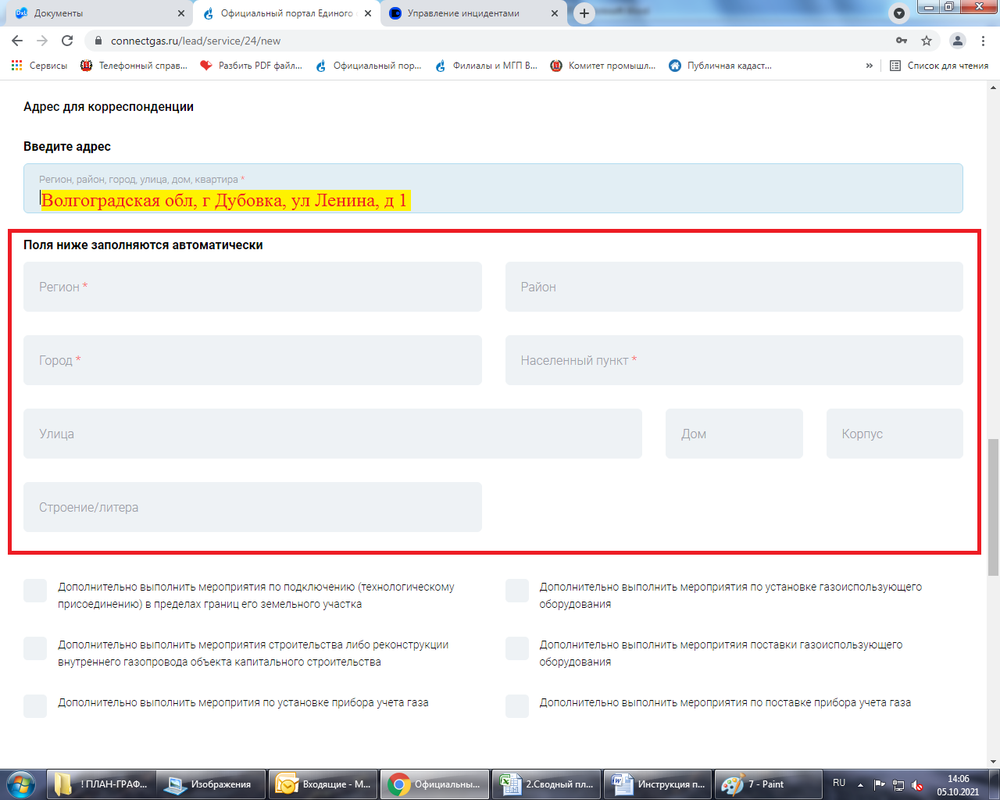 Документы
Официальный портал Единого
Управление инцидентами
connectgas.ru/lead/service/24/new
Сервисы
Телефонный справ...
Разбить PDF файл...
Официальный пор...
Филиалы и МГП В...
Комитет промышл...
Публичная кадаст...
»
Список для чтения
Адрес для корреспонденции
Введите адрес
Регион, район, город, улица, дом, квартира *
Волгоградская обл, г Дубовка, ул Ленина, д 1
Поля ниже заполняются автоматически
Регион *
Район
Город *
Населенный пункт *
Улица
Дом
Корпус
Строение/литера
Дополнительно выполнить мероприятия по подключению (технологическому
присоединению) в пределах границ его земельного участка
Дополнительно выполнить мероприятия по установке газоиспользующего
оборудования
Дополнительно выполнить мероприятия строительства либо реконструкции
внутреннего газопровода объекта капитального строительства
Дополнительно выполнить меропритяия поставки газоиспользующего
оборудования
Дополнительно выполнить меропрития по установке прибора учета газа
Дополнительно выполнить мероприятия по поставке прибора учета газа
! ПЛАН-ГРАФ...
Изображения
Входящие - M...
Официальны...
2.Сводный пл...
Инструкция п...
7 - Paint
RU
14:06
05.10.2021